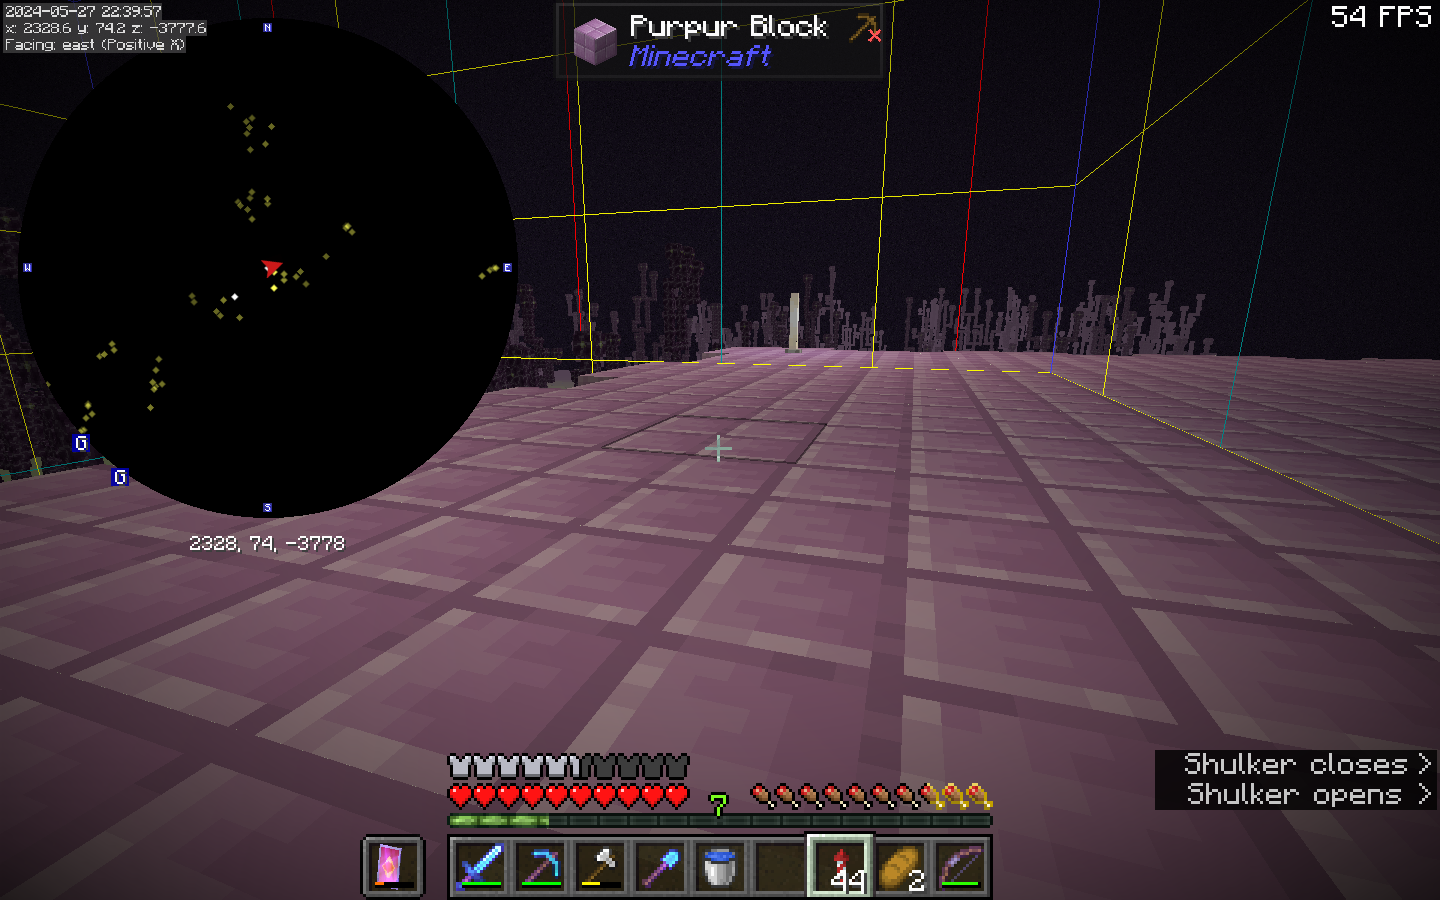 2024-05-27 22:39:57
x: 2328.6 y: 74.2 z: -3777.6
Facing: east (Positive X)
N
W
E
S
G
G
2328, 74, -3778
Purpur Block
Minecraft
54 FPS
Shulker closes >
Shulker opens >
7
44
2